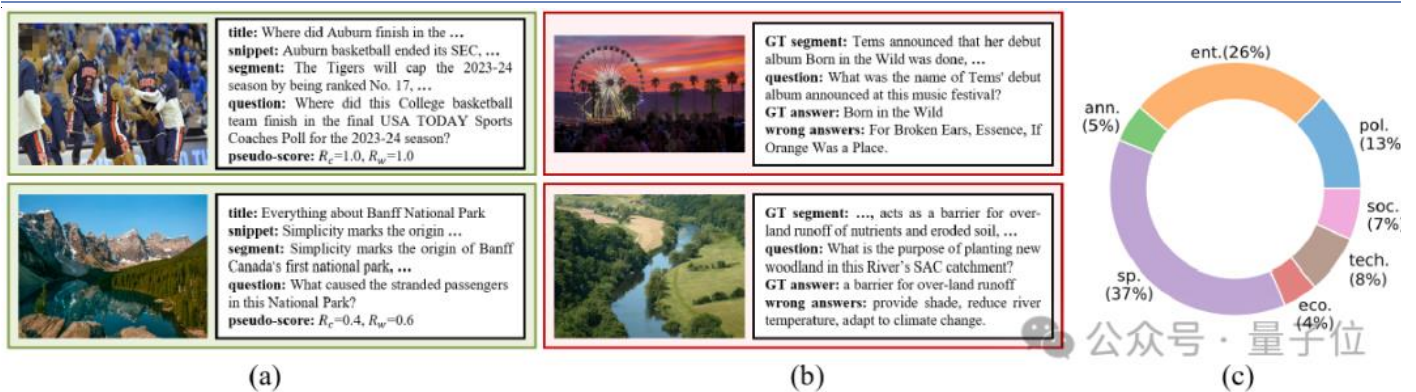 title: Where did Auburn finish in the ...
snippet: Auburn basketball ended its SEC, ...
segment: The Tigers will cap the 2023-24
season by being ranked No. 17, ...
question: Where did this College basketball
team finish in the final USA TODAY Sports
Coaches Poll for the 2023-24 season?
pseudo-score: Rc=1.0, Rw=1.0
title: Everything about Banff National Park
snippet: Simplicity marks the origin ...
segment: Simplicity marks the origin of Banff
Canada's first national park, ...
question: What caused the stranded passengers
in this National Park?
pseudo-score: Rc=0.4, Rw=0.6
(a)
GT segment: Tems announced that her debut
album Born in the Wild was done, ...
question: What was the name of Tems' debut
album announced at this music festival?
GT answer: Born in the Wild
wrong answers: For Broken Ears, Essence, If
Orange Was a Place.
GT segment: ..., acts as a barrier for over-
land runoff of nutrients and eroded soil, ...
question: What is the purpose of planting new
woodland in this River's SAC catchment?
GT answer: a barrier for over-land runoff
wrong answers: provide shade, reduce river
temperature, adapt to climate change.
(b)
ent.(26%)
ann.
(5%)
pol.
(13%
soc.
(7%)
tech.
(8%)
sp.
(37%)
eco.
(4%)
公众号 · 量子位
(c)